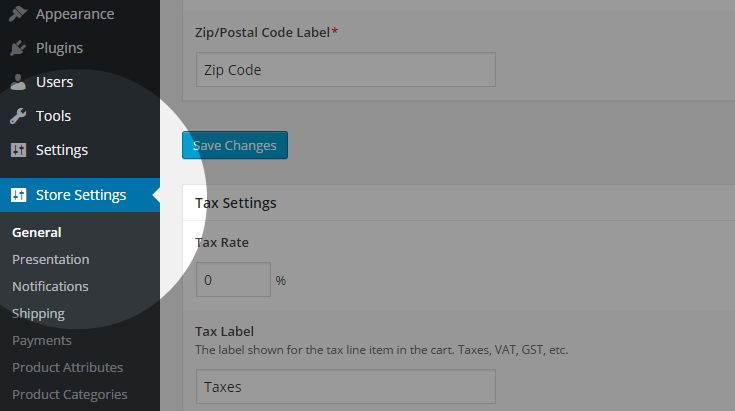 Appearance
Plugins
Users
Tools
Settings
Store Settings
General
Presentation
Notifications
Shipping
Payments
Product Attributes
Product Categories
Zip/Postal Code Label*
Zip Code
Save Changes
Tax Settings
Tax Rate
0 %
Tax Label
The label shown for the tax line item in the cart. Taxes, VAT, GST, etc.
Taxes